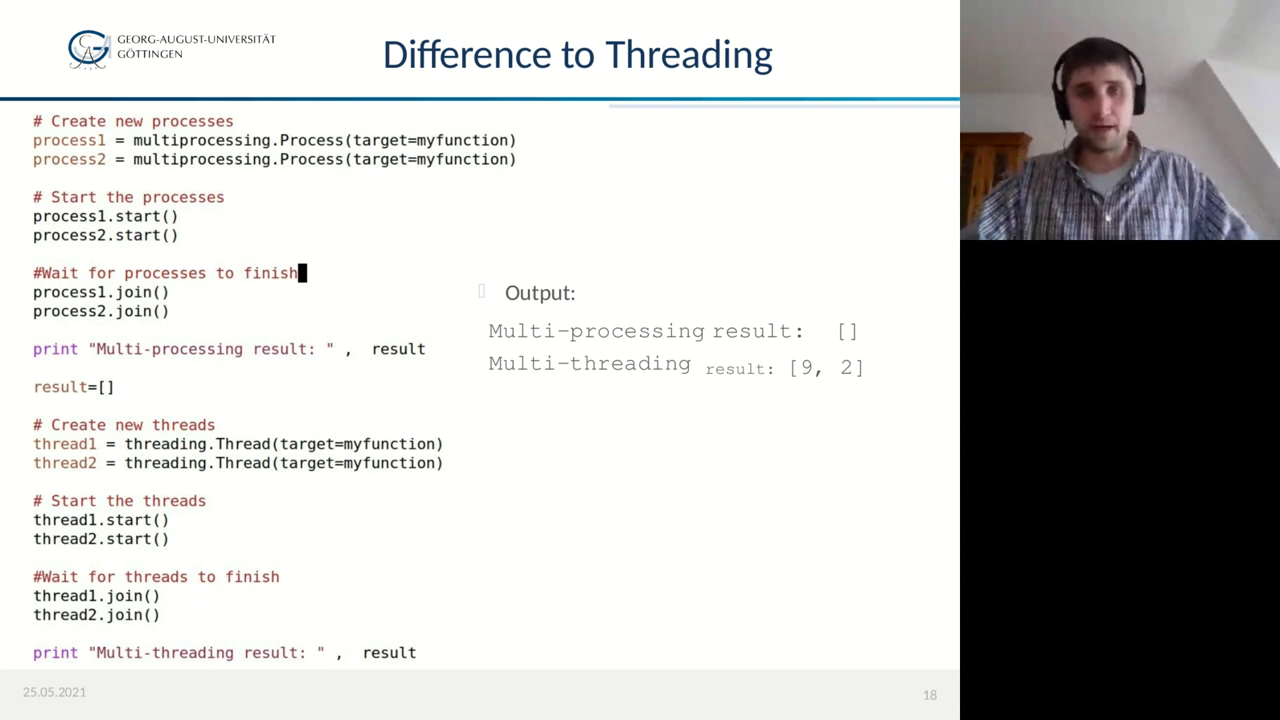 GEORG-AUGUST-UNIVERSITÄT
GÖTTINGEN
Difference to Threading
# Create new processes
process1 = multiprocessing.Process(target=myfunction)
process2 = multiprocessing.Process(target=myfunction)
# Start the processes
process1.start()
process2.start()
#Wait for processes to finish
process1.join()
process2.join()
print "Multi-processing result: " ,  result
result=[]
# Create new threads
thread1 = threading.Thread(target=myfunction)
thread2 = threading.Thread(target=myfunction)
# Start the threads
thread1.start()
thread2.start()
#Wait for threads to finish
thread1.join()
thread2.join()
print "Multi-threading result: " ,  result
Output:
Multi-processing result: []
Multi-threading result: [9, 2]
25.05.2021
18